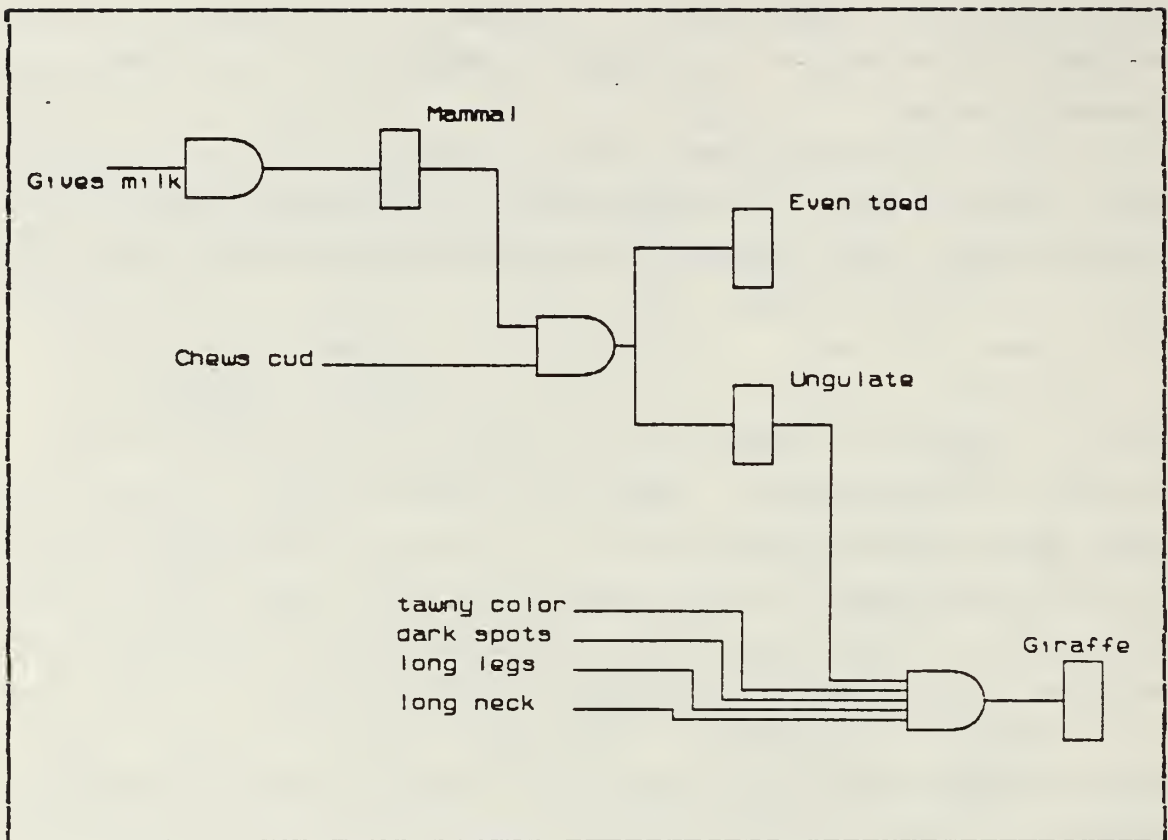 Mammal
Gives milk
Even toed
Chews cud
Ungulate
tawny color
dark spots
long legs
long neck
Giraffe